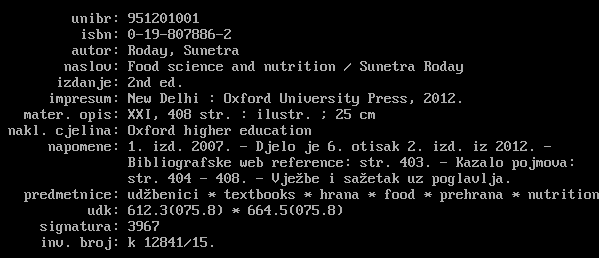 unibr: 951201001
isbn: 0-19-807886-2
autor: Roday, Sunetra
naslov: Food science and nutrition / Sunetra Roday
izdanje: 2nd ed.
impresum: New Delhi : Oxford University Press, 2012.
mater. opis: XXI, 408 str. : ilustr. ; 25 cm
nakl. cjelina: Oxford higher education
napomene: 1. izd. 2007. - Djelo je 6. otisak 2. izd. iz 2012. -
Bibliografske web reference: str. 403. - Kazalo pojmova:
str. 404 - 408. - Vježbe i sažetak uz poglavlja.
predmetnice: udžbenici * textbooks * hrana * food * prehrana * nutrition
udk: 612.3(075.8) * 664.5(075.8)
signatura: 3967
inv. broj: k 12841/15.